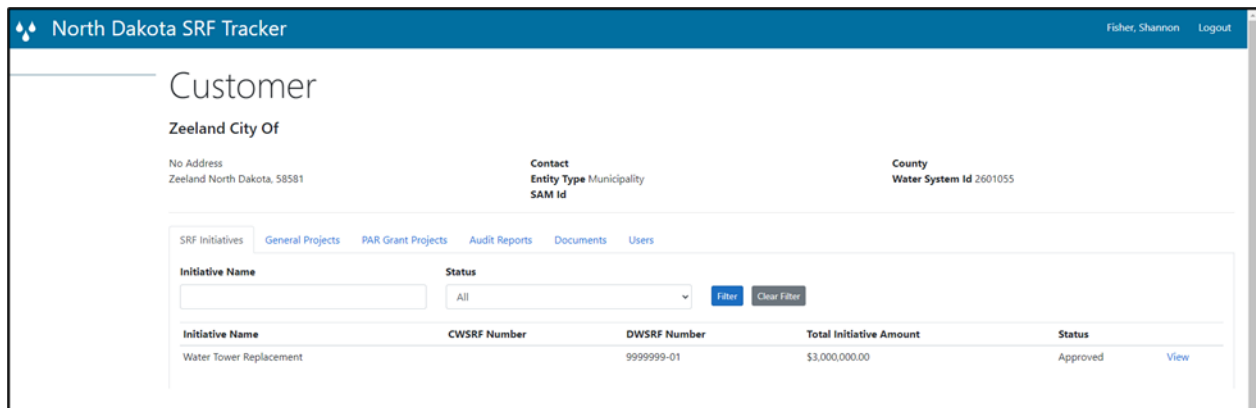 North Dakota SRF Tracker Fisher, Shannon Logout
Customer
Zeeland City Of
No Address Contact County
Zeeland North Dakota, 58581 Entity Type Municipality Water System Id 2601055
SAM Id
SRF Initiatives General Projects PAR Grant Projects Audit Reports Documents Users
Initiative Name Status
All Filter Clear Filter
Initiative Name CWSRF Number DWSRF Number Total Initiative Amount Status
Water Tower Replacement 9999999-01 $3,000,000.00 Approved View